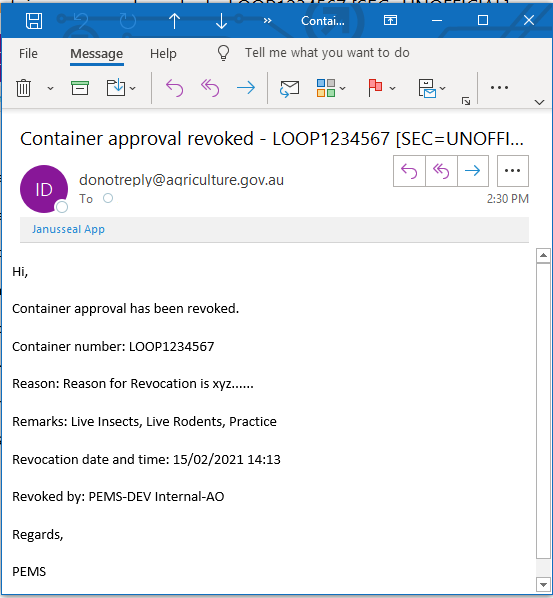 Contai...
File Message Help Tell me what you want to do
Container approval revoked - LOOP1234567 [SEC=UNOFFI...
ID
donotreply@agriculture.gov.au
To
2:30 PM
Janusseal App
Hi,
Container approval has been revoked.
Container number: LOOP1234567
Reason: Reason for Revocation is xyz......
Remarks: Live Insects, Live Rodents, Practice
Revocation date and time: 15/02/2021 14:13
Revoked by: PEMS-DEV Internal-AO
Regards,
PEMS